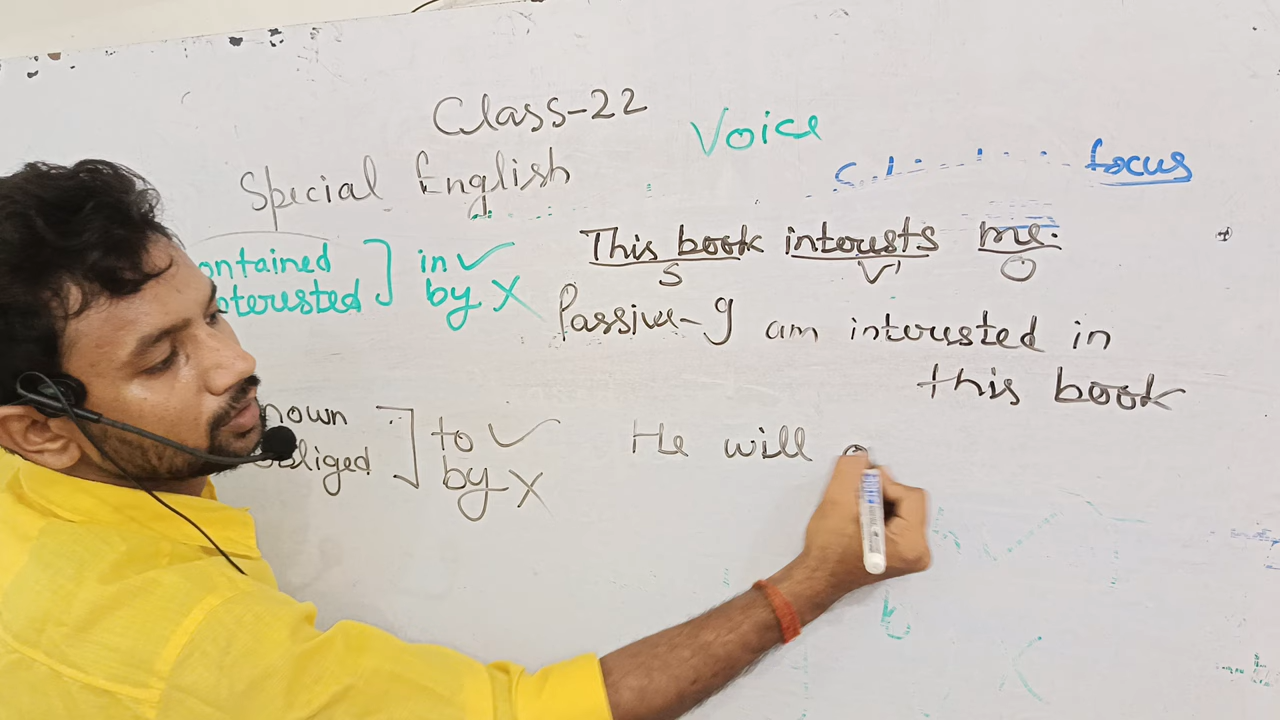 Class-22
Voice
Special English
focus
This book interests me.
S V' O
ontained
nterested
in ✓
by X
Passive- I am interested in
this book
nown
bliged
to ✓
by X
He will o